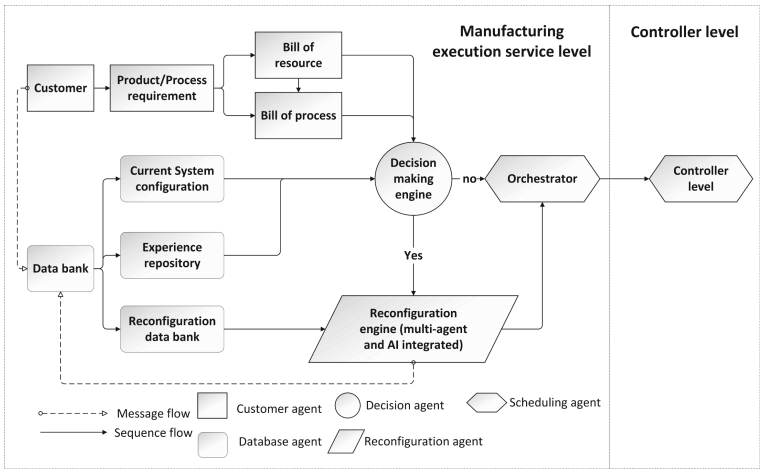 Manufacturing
execution service level
Controller level
Customer
Product/Process
requirement
Bill of
resource
Bill of process
Current System
configuration
Decision
making
engine
no
Orchestrator
Controller
level
Experience
repository
Data bank
Yes
Reconfiguration
data bank
Reconfiguration
engine (multi-agent
and AI integrated)
Message flow
Customer agent
Decision agent
Scheduling agent
Sequence flow
Database agent
Reconfiguration agent